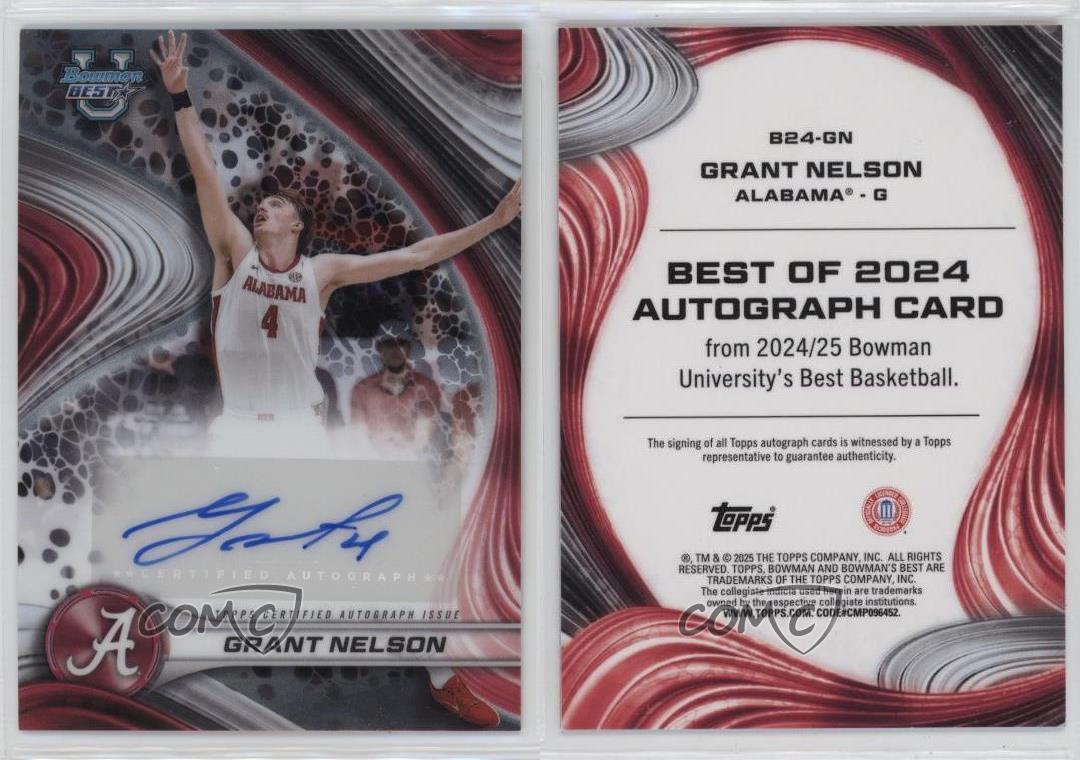 U
Bowman
BEST
ALABAMA
4
★★CERTIFIED AUTOGRAPH★★
TOPPS CERTIFIED AUTOGRAPH ISSUE
A
GRANT NELSON
COMC
B24-GN
GRANT NELSON
ALABAMA® - G
BEST OF 2024
AUTOGRAPH CARD
from 2024/25 Bowman
University's Best Basketball.
The signing of all Topps autograph cards is witnessed by a Topps
representative to guarantee authenticity.
Topps®
®, TM & © 2025 THE TOPPS COMPANY, INC. ALL RIGHTS
RESERVED. TOPPS, BOWMAN AND BOWMAN'S BEST ARE
TRADEMARKS OF THE TOPPS COMPANY, INC.
The collegiate indicia used herein are trademarks
owned by the respective collegiate institutions.
WWW.TOPPS.COM. CODE#CMP096452.
COMC